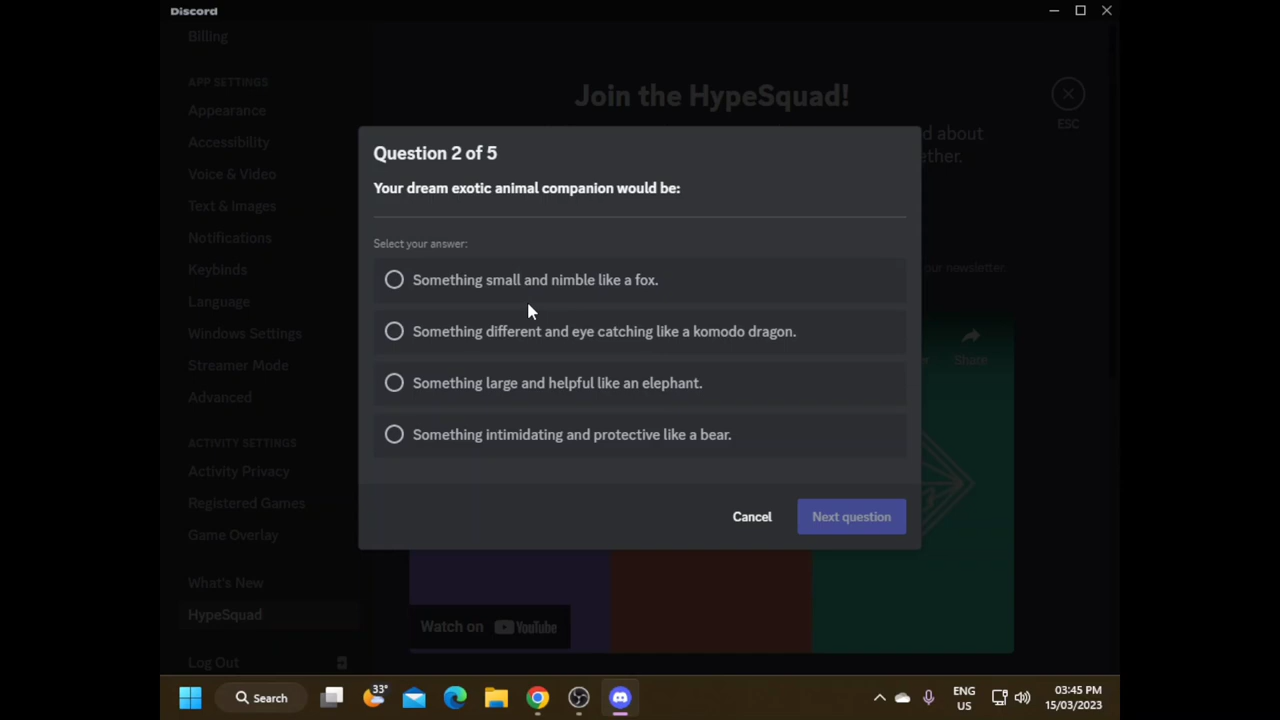 Discord
Billing
APP SETTINGS
Appearance
Accessibility
Voice & Video
Text & Images
Notifications
Keybinds
Language
Windows Settings
Streamer Mode
Advanced
ACTIVITY SETTINGS
Activity Privacy
Registered Games
Game Overlay
What's New
HypeSquad
Log Out
Join the HypeSquad!
ESC
d about
ether.
our newsletter.
Share
Question 2 of 5
Your dream exotic animal companion would be:
Select your answer:
Something small and nimble like a fox.
Something different and eye catching like a komodo dragon.
Something large and helpful like an elephant.
Something intimidating and protective like a bear.
Cancel
Next question
Watch on YouTube
Search
33°
ENG
US
03:45 PM
15/03/2023